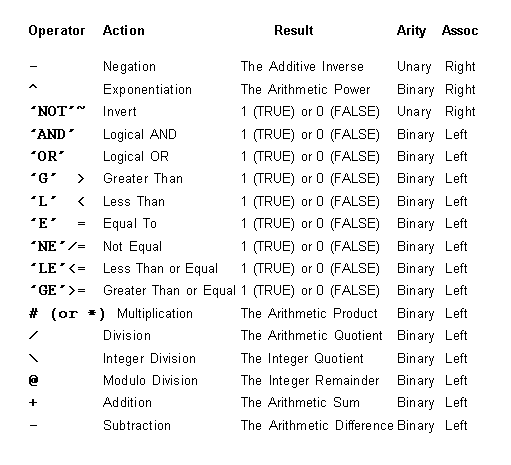 Operator Action Result Arity Assoc
- Negation The Additive Inverse Unary Right
^ Exponentiation The Arithmetic Power Binary Right
´NOT´~ Invert 1 (TRUE) or 0 (FALSE) Unary Right
´AND´ Logical AND 1 (TRUE) or 0 (FALSE) Binary Left
´OR´ Logical OR 1 (TRUE) or 0 (FALSE) Binary Left
´G´ > Greater Than 1 (TRUE) or 0 (FALSE) Binary Left
´L´ < Less Than 1 (TRUE) or 0 (FALSE) Binary Left
´E´ = Equal To 1 (TRUE) or 0 (FALSE) Binary Left
´NE´/= Not Equal 1 (TRUE) or 0 (FALSE) Binary Left
´LE´<= Less Than or Equal 1 (TRUE) or 0 (FALSE) Binary Left
´GE´>= Greater Than or Equal 1 (TRUE) or 0 (FALSE) Binary Left
# (or *) Multiplication The Arithmetic Product Binary Left
/ Division The Arithmetic Quotient Binary Left
\ Integer Division The Integer Quotient Binary Left
@ Modulo Division The Integer Remainder Binary Left
+ Addition The Arithmetic Sum Binary Left
- Subtraction The Arithmetic Difference Binary Left